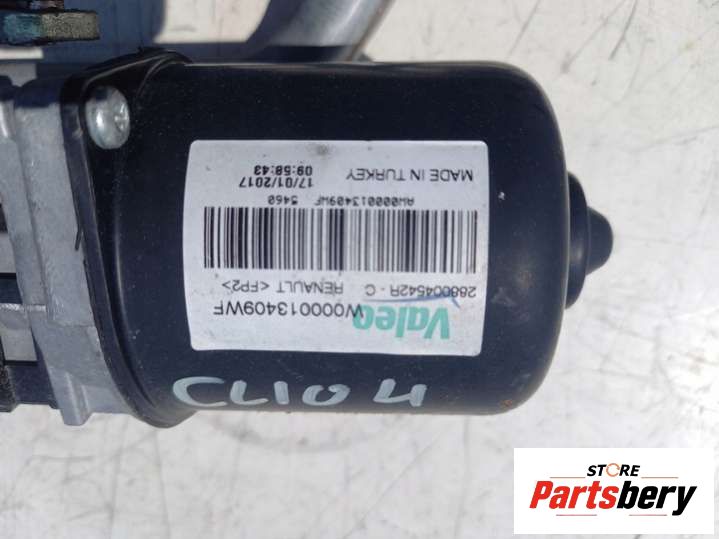 Valeo
W000013409WF
288004542R - C RENAULT <FP2>
AW000013409WF 5460
MADE IN TURKEY
17/01/2017
09:58:43
CLIO 4
STORE
Partsbery